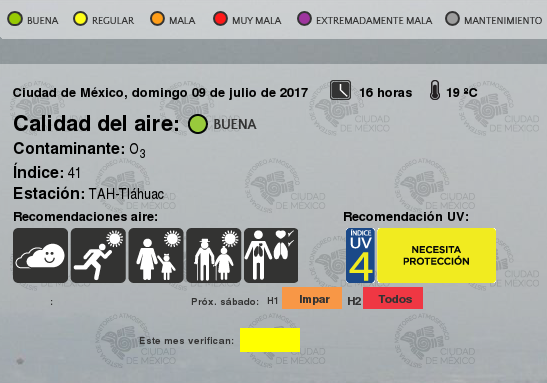 BUENA REGULAR MALA MUY MALA EXTREMADAMENTE MALA MANTENIMIENTO
Ciudad de México, domingo 09 de julio de 2017 16 horas 19 ºC
Calidad del aire: BUENA
Contaminante: O3
Índice: 41
Estación: TAH-Tláhuac
Recomendaciones aire: Recomendación UV:
ÍNDICE
UV
4
NECESITA
PROTECCIÓN
: Próx. sábado: H1 Impar H2 Todos
Este mes verifican:
CIUDAD
DE MÉXICO